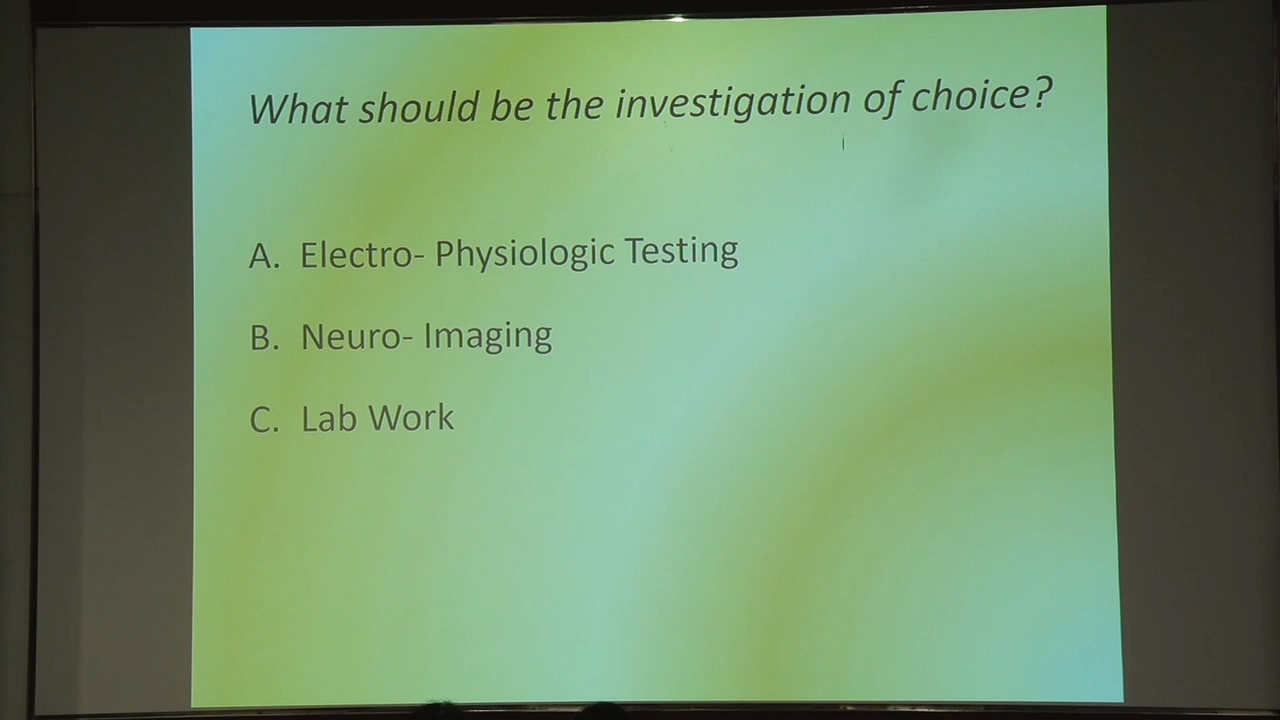 What should be the investigation of choice?
A. Electro- Physiologic Testing
B. Neuro- Imaging
C. Lab Work